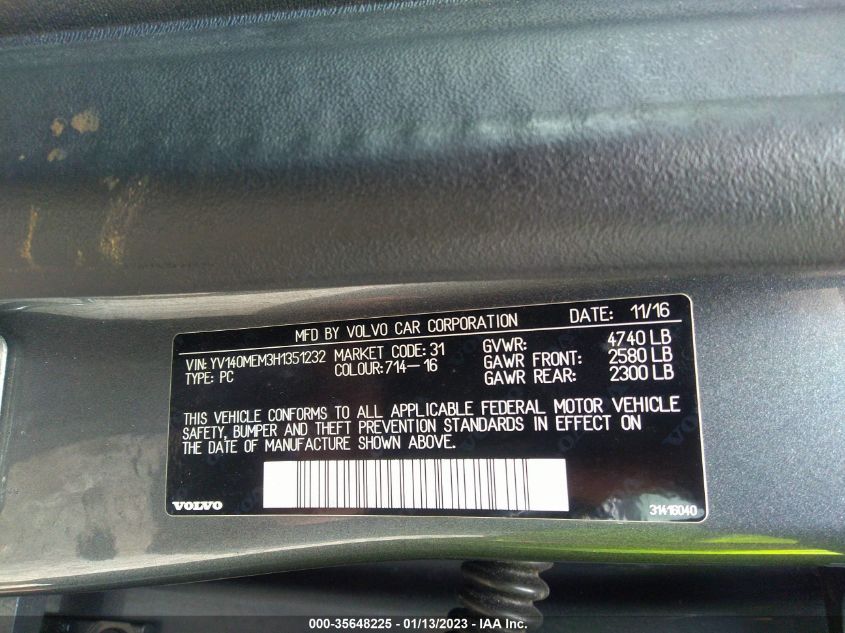 MFD BY VOLVO CAR CORPORATION DATE: 11/16
VIN: YV140MEM3H1351232 MARKET CODE: 31 GVWR: 4740 LB
TYPE: PC COLOUR: 714-16 GAWR FRONT: 2580 LB
GAWR REAR: 2300 LB
THIS VEHICLE CONFORMS TO ALL APPLICABLE FEDERAL MOTOR VEHICLE
SAFETY, BUMPER AND THEFT PREVENTION STANDARDS IN EFFECT ON
THE DATE OF MANUFACTURE SHOWN ABOVE.
VOLVO 31416040
000-35648225 - 01/13/2023 - IAA Inc.